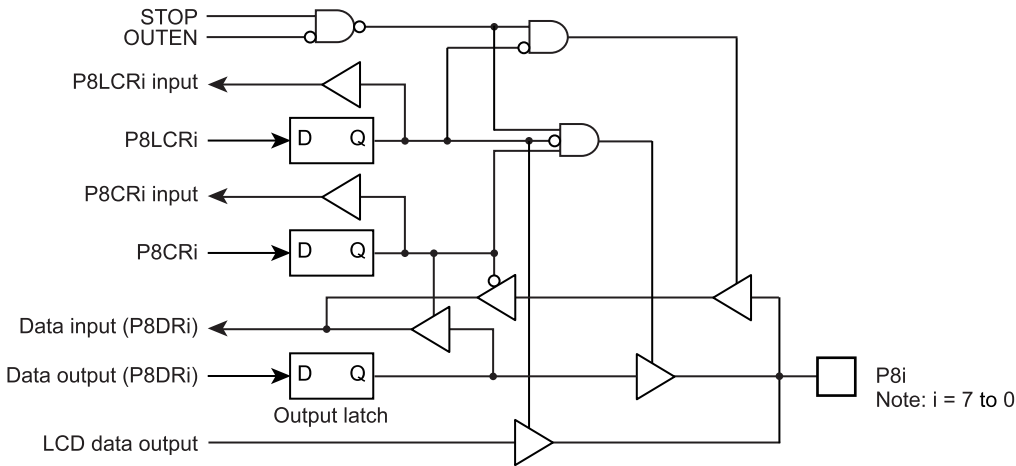 STOP
OUTEN
P8LCRi input
P8LCRi
D Q
P8CRi input
P8CRi
D Q
Data input (P8DRi)
Data output (P8DRi)
D Q
Output latch
P8i
Note: i = 7 to 0
LCD data output